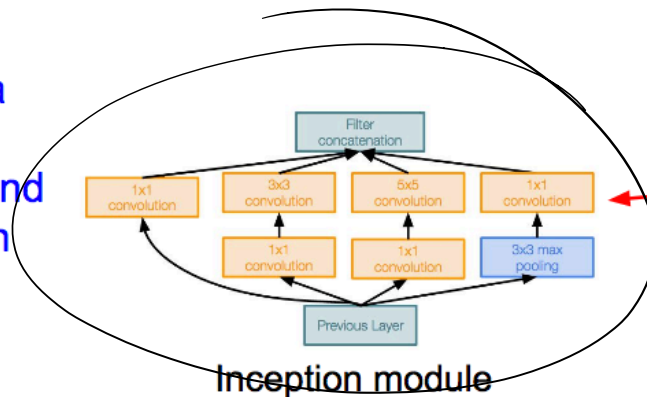 a
nd
n
Filter
concatenation
1x1
convolution
3x3
convolution
5x5
convolution
1x1
convolution
1x1
convolution
1x1
convolution
3x3 max
pooling
Previous Layer
Inception module